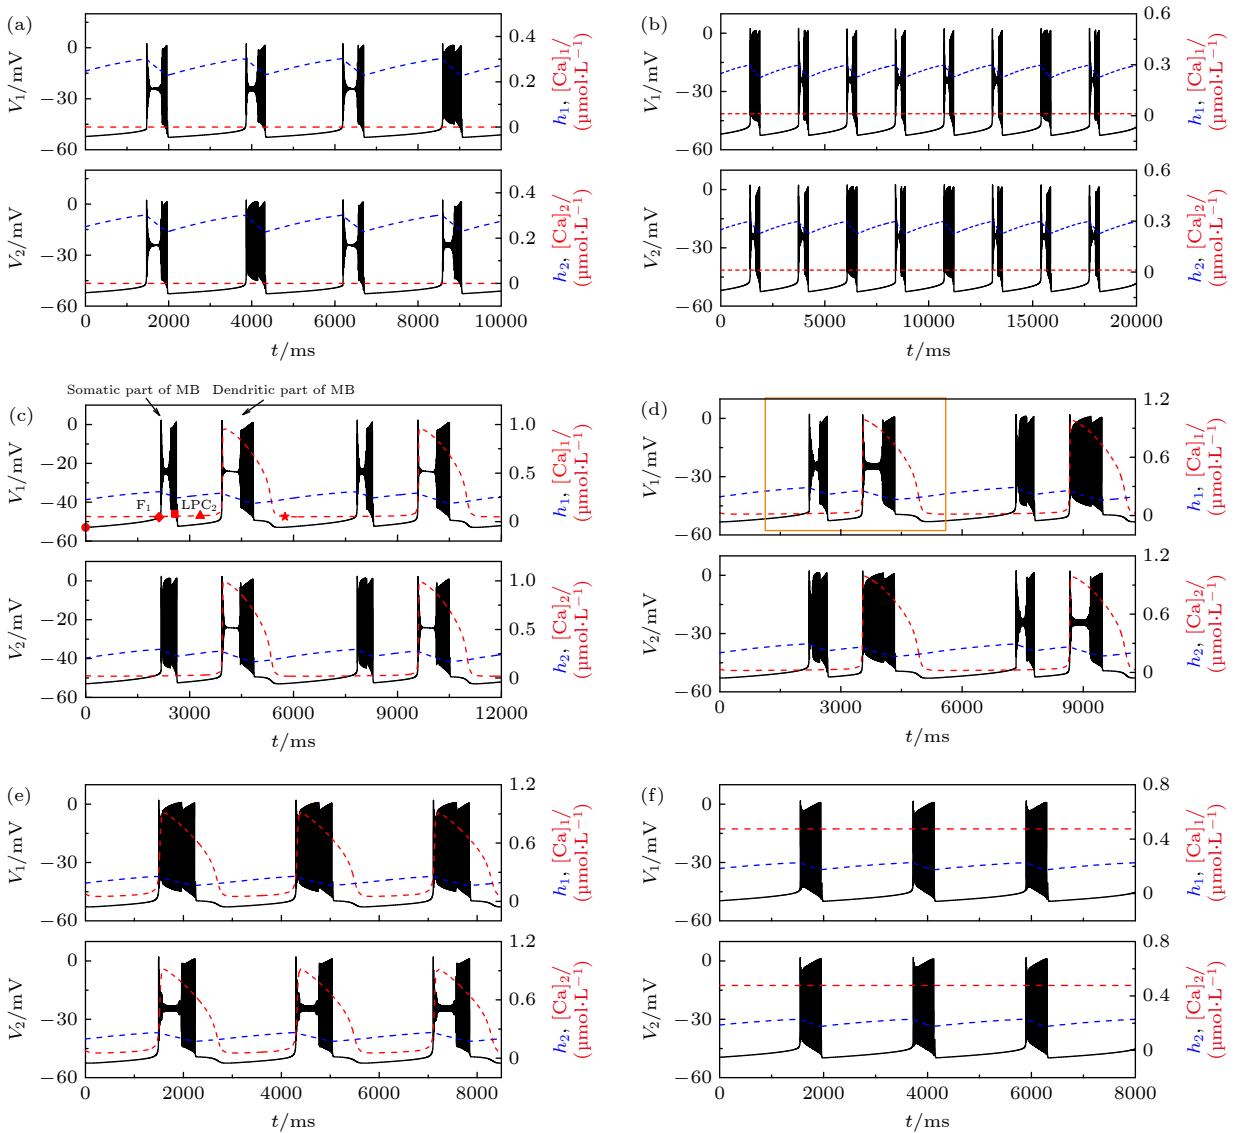 (a)
0
−30
−60
V₁/mV
0.4
0.2
0
h₁, [Ca]₁/
(μmol·L⁻¹)
0
−30
−60
V₂/mV
0.4
0.2
0
h₂, [Ca]₂/
(μmol·L⁻¹)
0 2000 4000 6000 8000 10000
t/ms
(b)
0
−30
−60
V₁/mV
0.6
0.3
0
h₁, [Ca]₁/
(μmol·L⁻¹)
0
−30
−60
V₂/mV
0.6
0.3
0
h₂, [Ca]₂/
(μmol·L⁻¹)
0 5000 10000 15000 20000
t/ms
(c)
Somatic part of MB Dendritic part of MB
0
−20
−40
−60
V₁/mV
F₁ LPC₂
1.0
0.5
0
h₁, [Ca]₁/
(μmol·L⁻¹)
0
−20
−40
−60
V₂/mV
1.0
0.5
0
h₂, [Ca]₂/
(μmol·L⁻¹)
0 3000 6000 9000 12000
t/ms
(d)
0
−30
−60
V₁/mV
1.2
0.6
0
h₁, [Ca]₁/
(μmol·L⁻¹)
0
−30
−60
V₂/mV
1.2
0.6
0
h₂, [Ca]₂/
(μmol·L⁻¹)
0 3000 6000 9000
t/ms
(e)
0
−30
−60
V₁/mV
1.2
0.6
0
h₁, [Ca]₁/
(μmol·L⁻¹)
0
−30
−60
V₂/mV
1.2
0.6
0
h₂, [Ca]₂/
(μmol·L⁻¹)
0 2000 4000 6000 8000
t/ms
(f)
0
−30
−60
V₁/mV
0.8
0.4
0
h₁, [Ca]₁/
(μmol·L⁻¹)
0
−30
−60
V₂/mV
0.8
0.4
0
h₂, [Ca]₂/
(μmol·L⁻¹)
0 2000 4000 6000 8000
t/ms